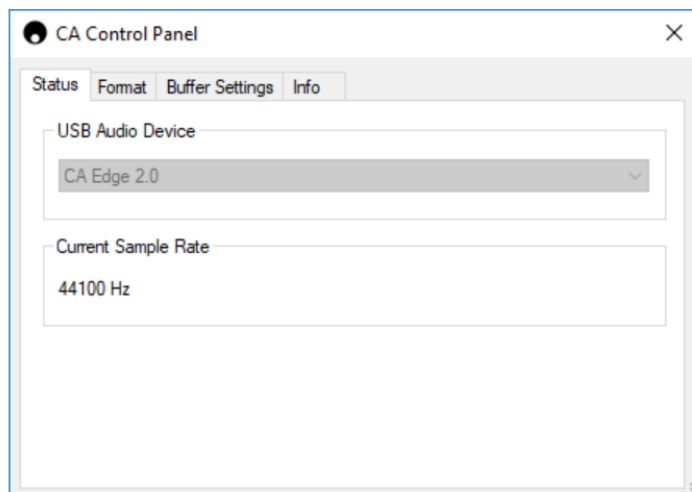 CA Control Panel
Status Format Buffer Settings Info
USB Audio Device
CA Edge 2.0
Current Sample Rate
44100 Hz